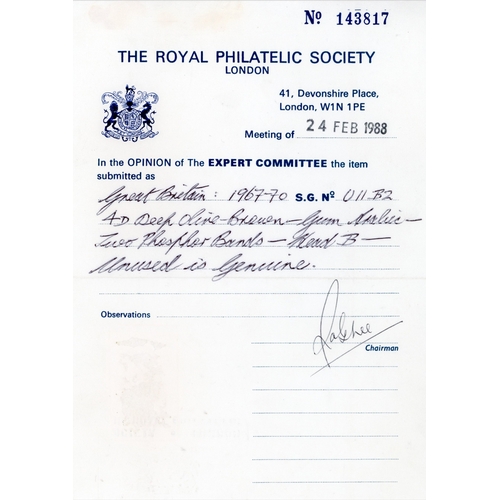 Nº 143817
THE ROYAL PHILATELIC SOCIETY
LONDON
41, Devonshire Place,
London, W1N 1PE
Meeting of 24 FEB 1988
In the OPINION of The EXPERT COMMITTEE the item
submitted as
Great Britain: 1967-70 S.G. Nº U11.B2
4D Deep Olive-Brown - Gum Arabic -
Two Phosphor Bands - Head B -
Unused is Genuine.
Observations
Chairman